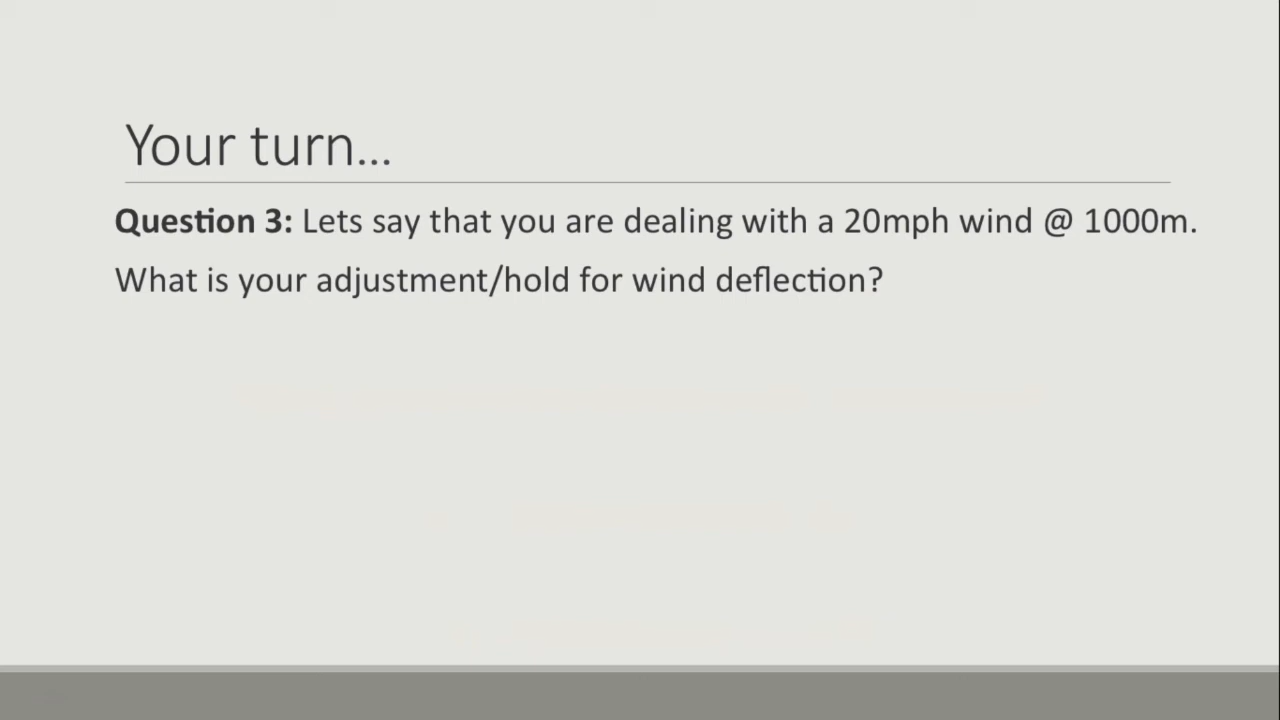 Your turn...
Question 3: Lets say that you are dealing with a 20mph wind @ 1000m.
What is your adjustment/hold for wind deflection?